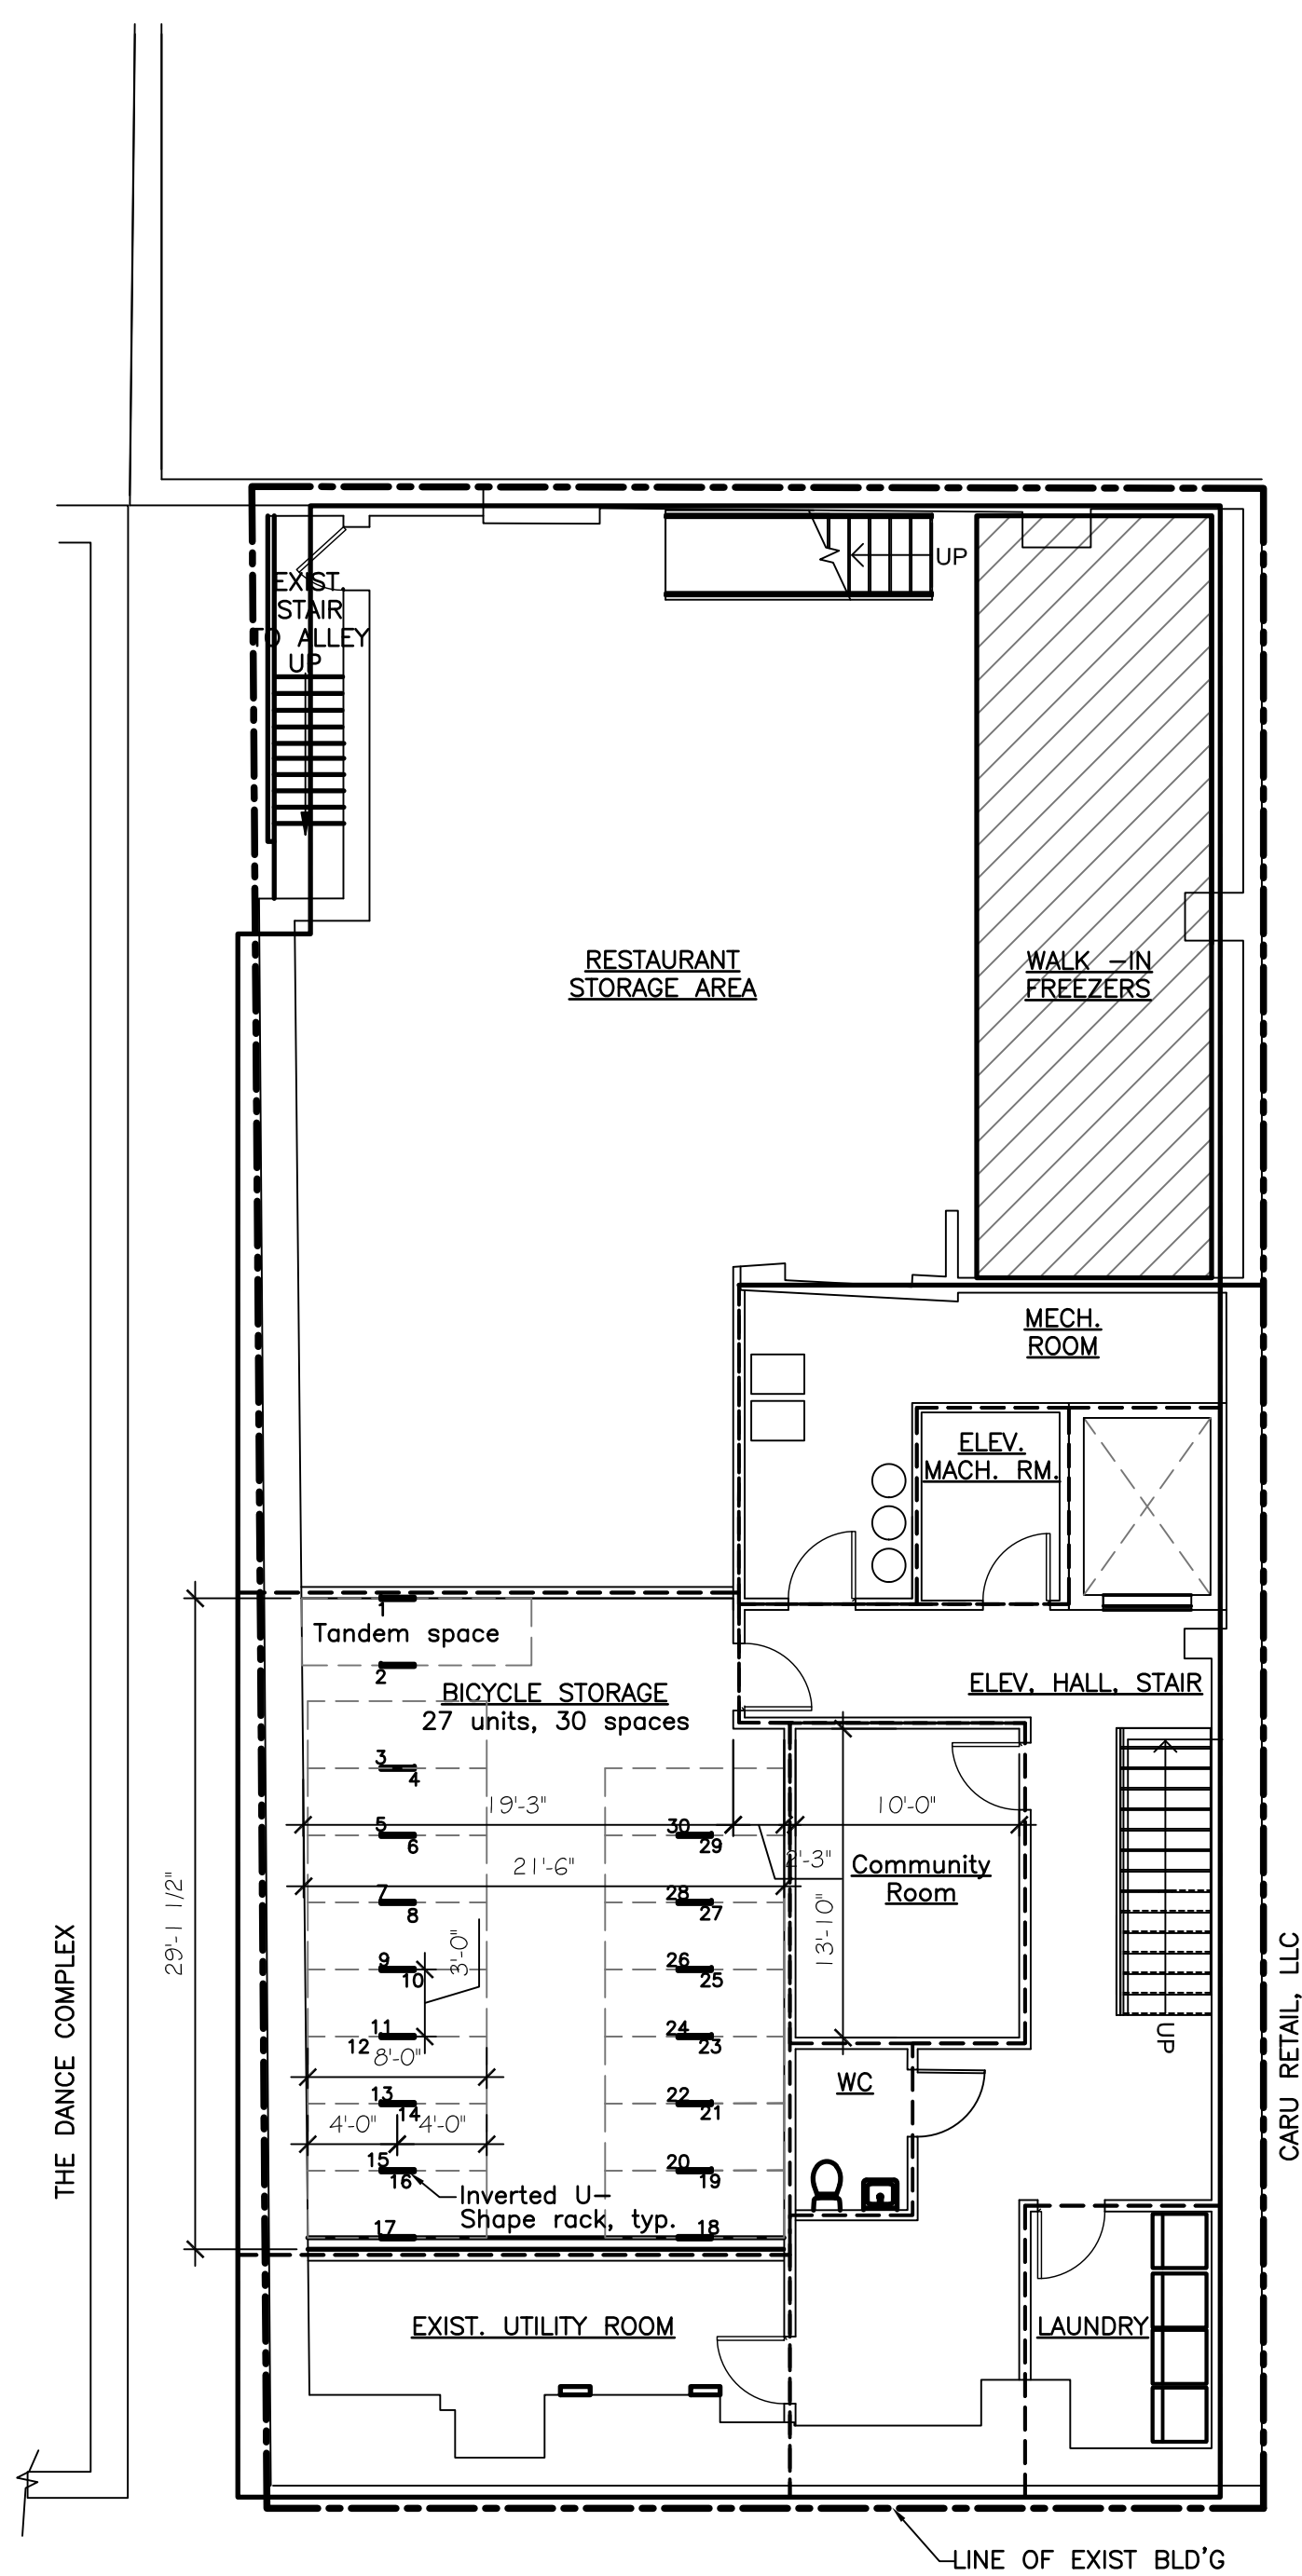 UP
EXIST.
STAIR
TO ALLEY
UP
RESTAURANT
STORAGE AREA
WALK -IN
FREEZERS
MECH.
ROOM
ELEV.
MACH. RM.
1
Tandem space
2
BICYCLE STORAGE
27 units, 30 spaces
ELEV. HALL. STAIR
3
4
19'-3"
10'-0"
5
6
30
29
21'-6"
2'-3"
Community
Room
7
8
28
27
29'-1 1/2"
3'-0"
13'-10"
9
10
26
25
11
12
24
23
8'-0"
UP
WC
13
14
22
21
4'-0"
4'-0"
15
16
20
19
Inverted U-
Shape rack, typ.
17
18
THE DANCE COMPLEX
CARU RETAIL, LLC
EXIST. UTILITY ROOM
LAUNDRY
LINE OF EXIST BLD'G